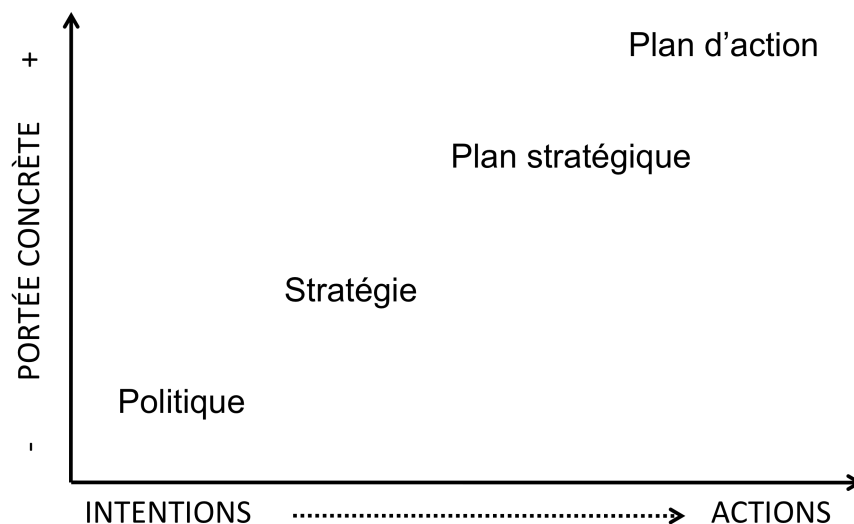 Plan d’action
+
Plan stratégique
PORTÉE CONCRÈTE
Stratégie
Politique
-
INTENTIONS
ACTIONS